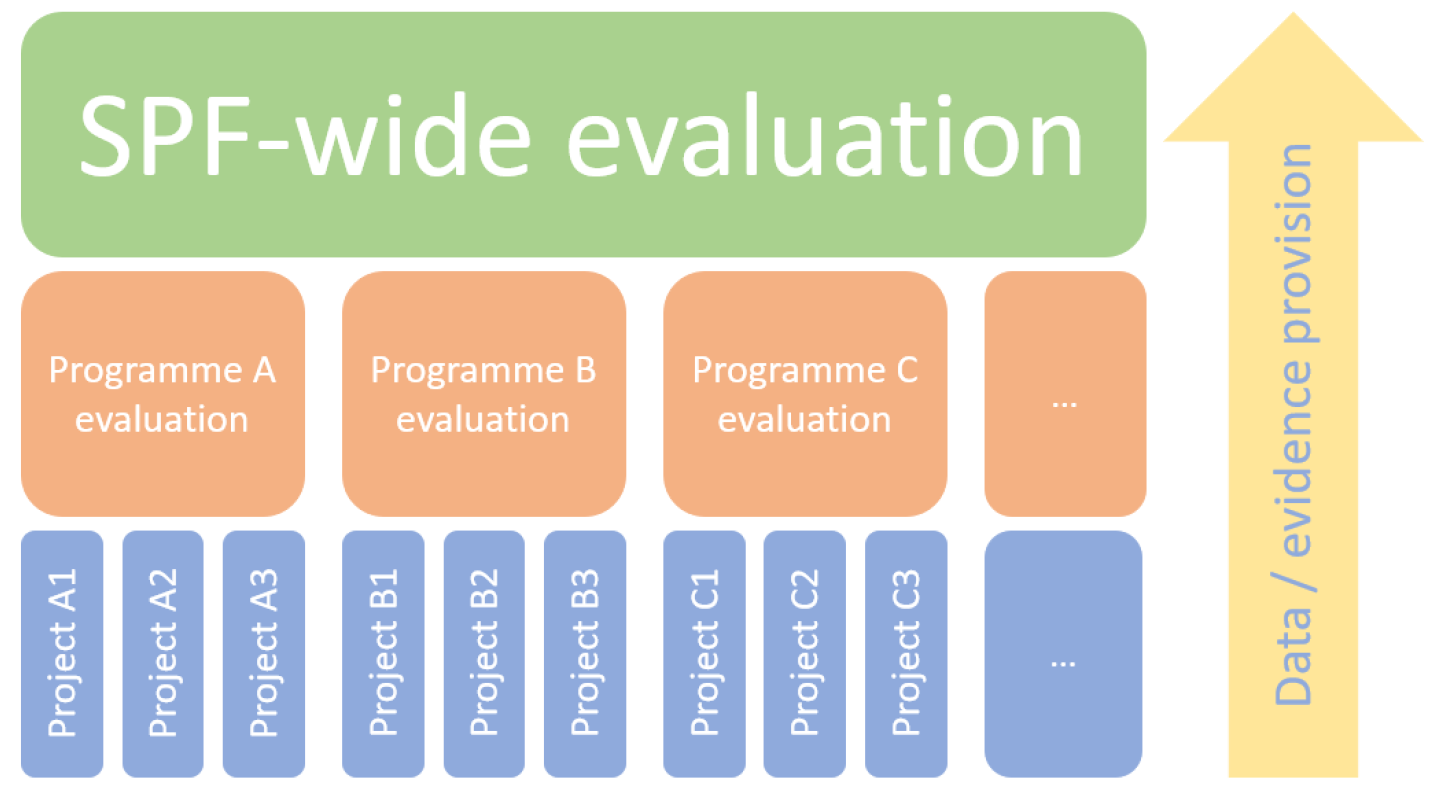 SPF-wide evaluation
Programme A
evaluation
Programme B
evaluation
Programme C
evaluation
...
Project A1
Project A2
Project A3
Project B1
Project B2
Project B3
Project C1
Project C2
Project C3
...
Data / evidence provision